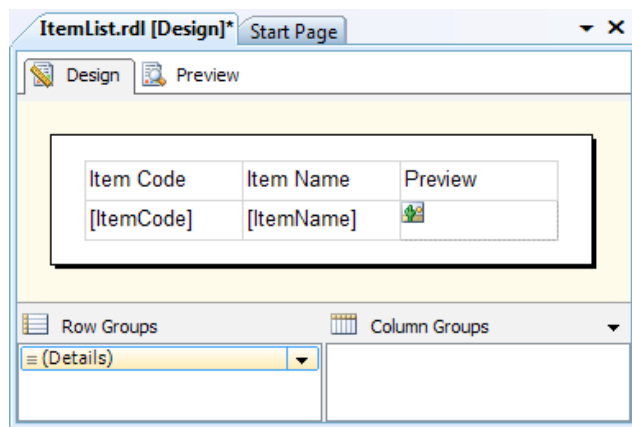 ItemList.rdl [Design]* Start Page
Design Preview
Item Code Item Name Preview
[ItemCode] [ItemName]
Row Groups Column Groups
(Details)